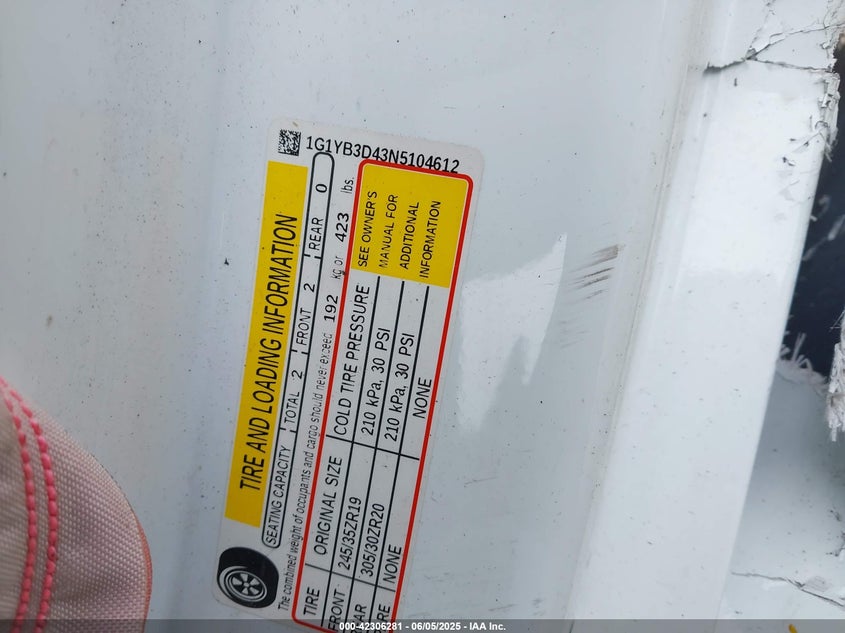 1G1YB3D43N5104612
TIRE AND LOADING INFORMATION
SEATING CAPACITY TOTAL 2 FRONT 2 REAR 0
The combined weight of occupants and cargo should never exceed 192 kg or 423 lbs.
TIRE ORIGINAL SIZE COLD TIRE PRESSURE
FRONT 245/35ZR19 210 kPa, 30 PSI
305/30ZR20 210 kPa, 30 PSI
NONE NONE
SEE OWNER'S
MANUAL FOR
ADDITIONAL
INFORMATION
000-42306281 - 06/05/2025 - IAA Inc.